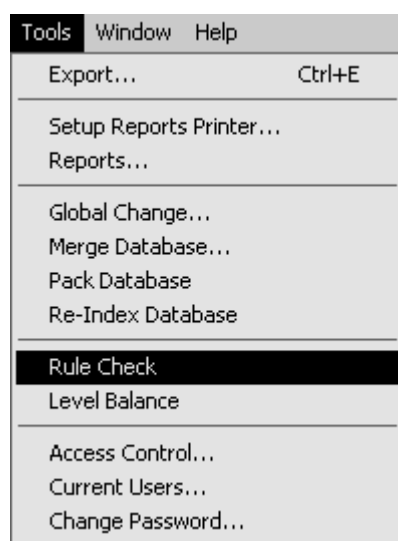 Tools Window Help
Export... Ctrl+E
Setup Reports Printer...
Reports...
Global Change...
Merge Database...
Pack Database
Re-Index Database
Rule Check
Level Balance
Access Control...
Current Users...
Change Password...